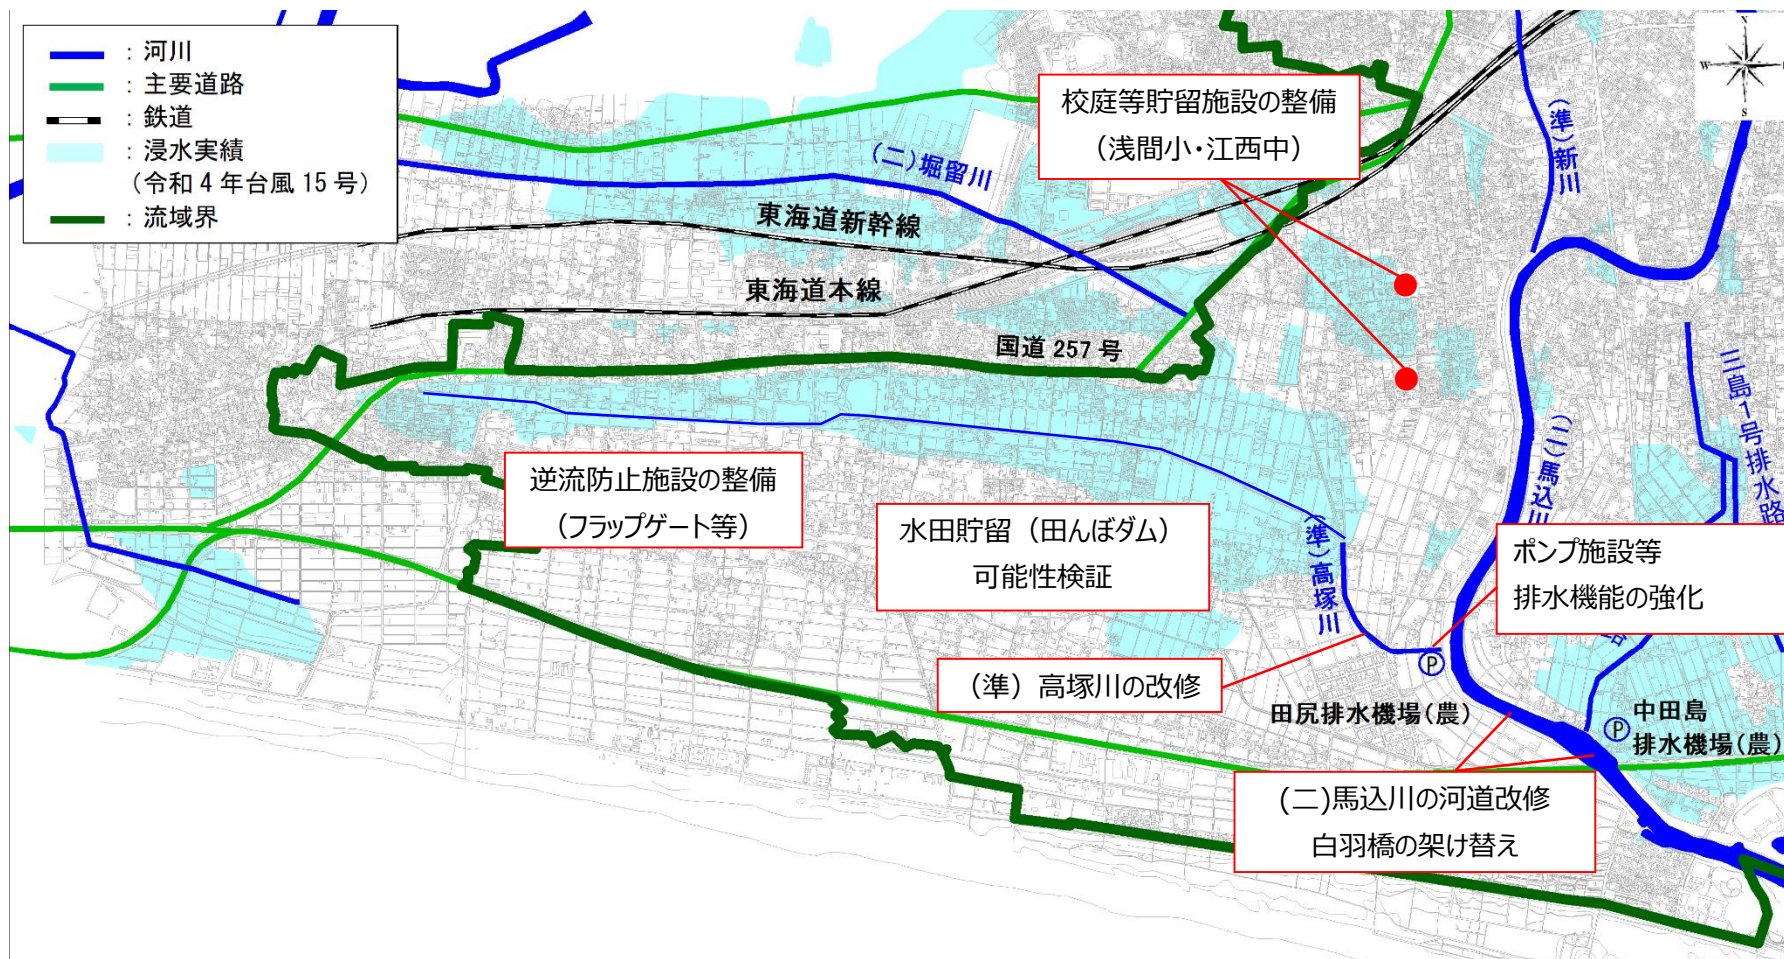 ：河川
：主要道路
：鉄道
：浸水実績
（令和４年台風 15 号）
：流域界
N
W
S
校庭等貯留施設の整備
（浅間小・江西中）
(準)新川
(二)堀留川
東海道新幹線
東海道本線
国道 257 号
三島1号排水路
(二)馬込川
逆流防止施設の整備
（フラップゲート等）
水田貯留（田んぼダム）
可能性検証
(準)高塚川
ポンプ施設等
排水機能の強化
（準）高塚川の改修
P
田尻排水機場(農)
P
中田島
排水機場(農)
(二)馬込川の河道改修
白羽橋の架け替え